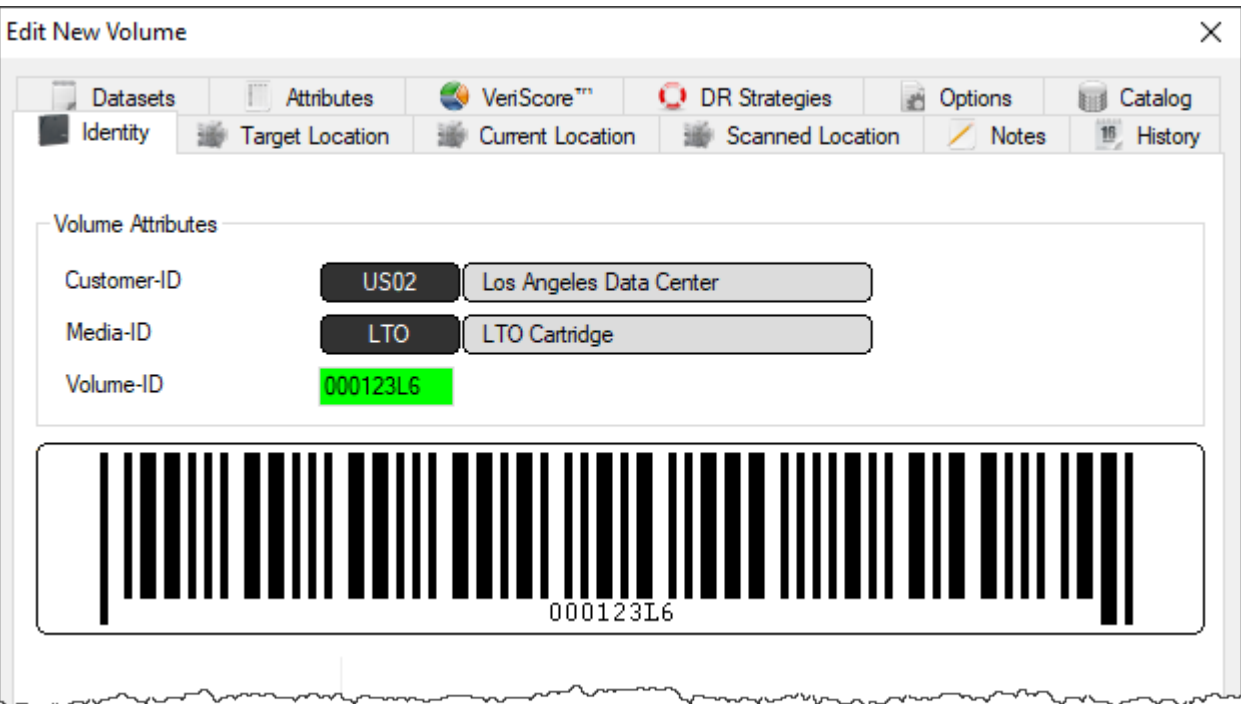 Edit New Volume
Datasets Attributes VeriScore™ DR Strategies Options Catalog
Identity Target Location Current Location Scanned Location Notes 16 History
Volume Attributes
Customer-ID US02 Los Angeles Data Center
Media-ID LTO LTO Cartridge
Volume-ID 000123L6
000123L6